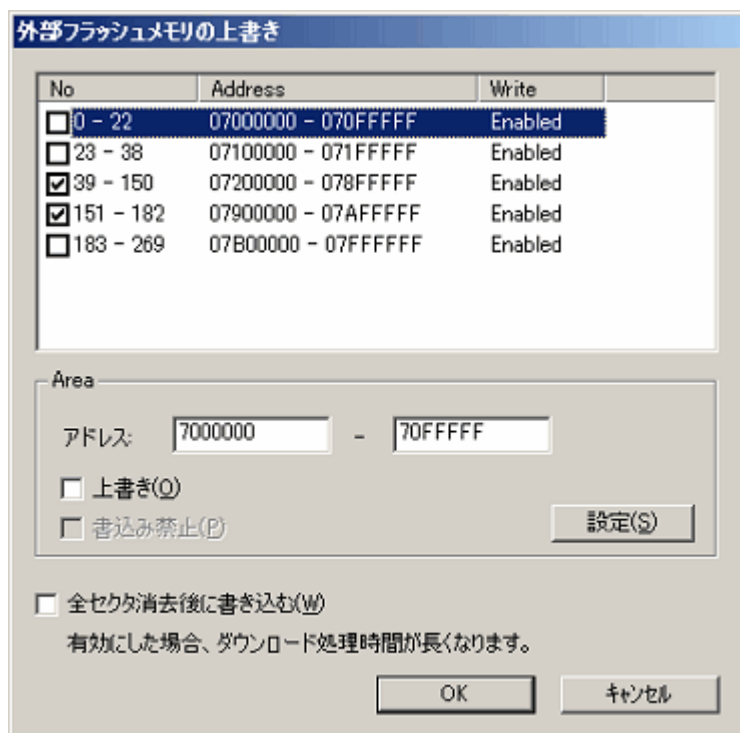 外部フラッシュメモリの上書き
No Address Write
0 - 22 07000000 - 070FFFFF Enabled
23 - 38 07100000 - 071FFFFF Enabled
39 - 150 07200000 - 078FFFFF Enabled
151 - 182 07900000 - 07AFFFFF Enabled
183 - 269 07B00000 - 07FFFFFF Enabled
Area
アドレス: 7000000 - 70FFFFF
上書き(O)
書込み禁止(P)
設定(S)
全セクタ消去後に書き込む(W)
有効にした場合、ダウンロード処理時間が長くなります。
OK キャンセル